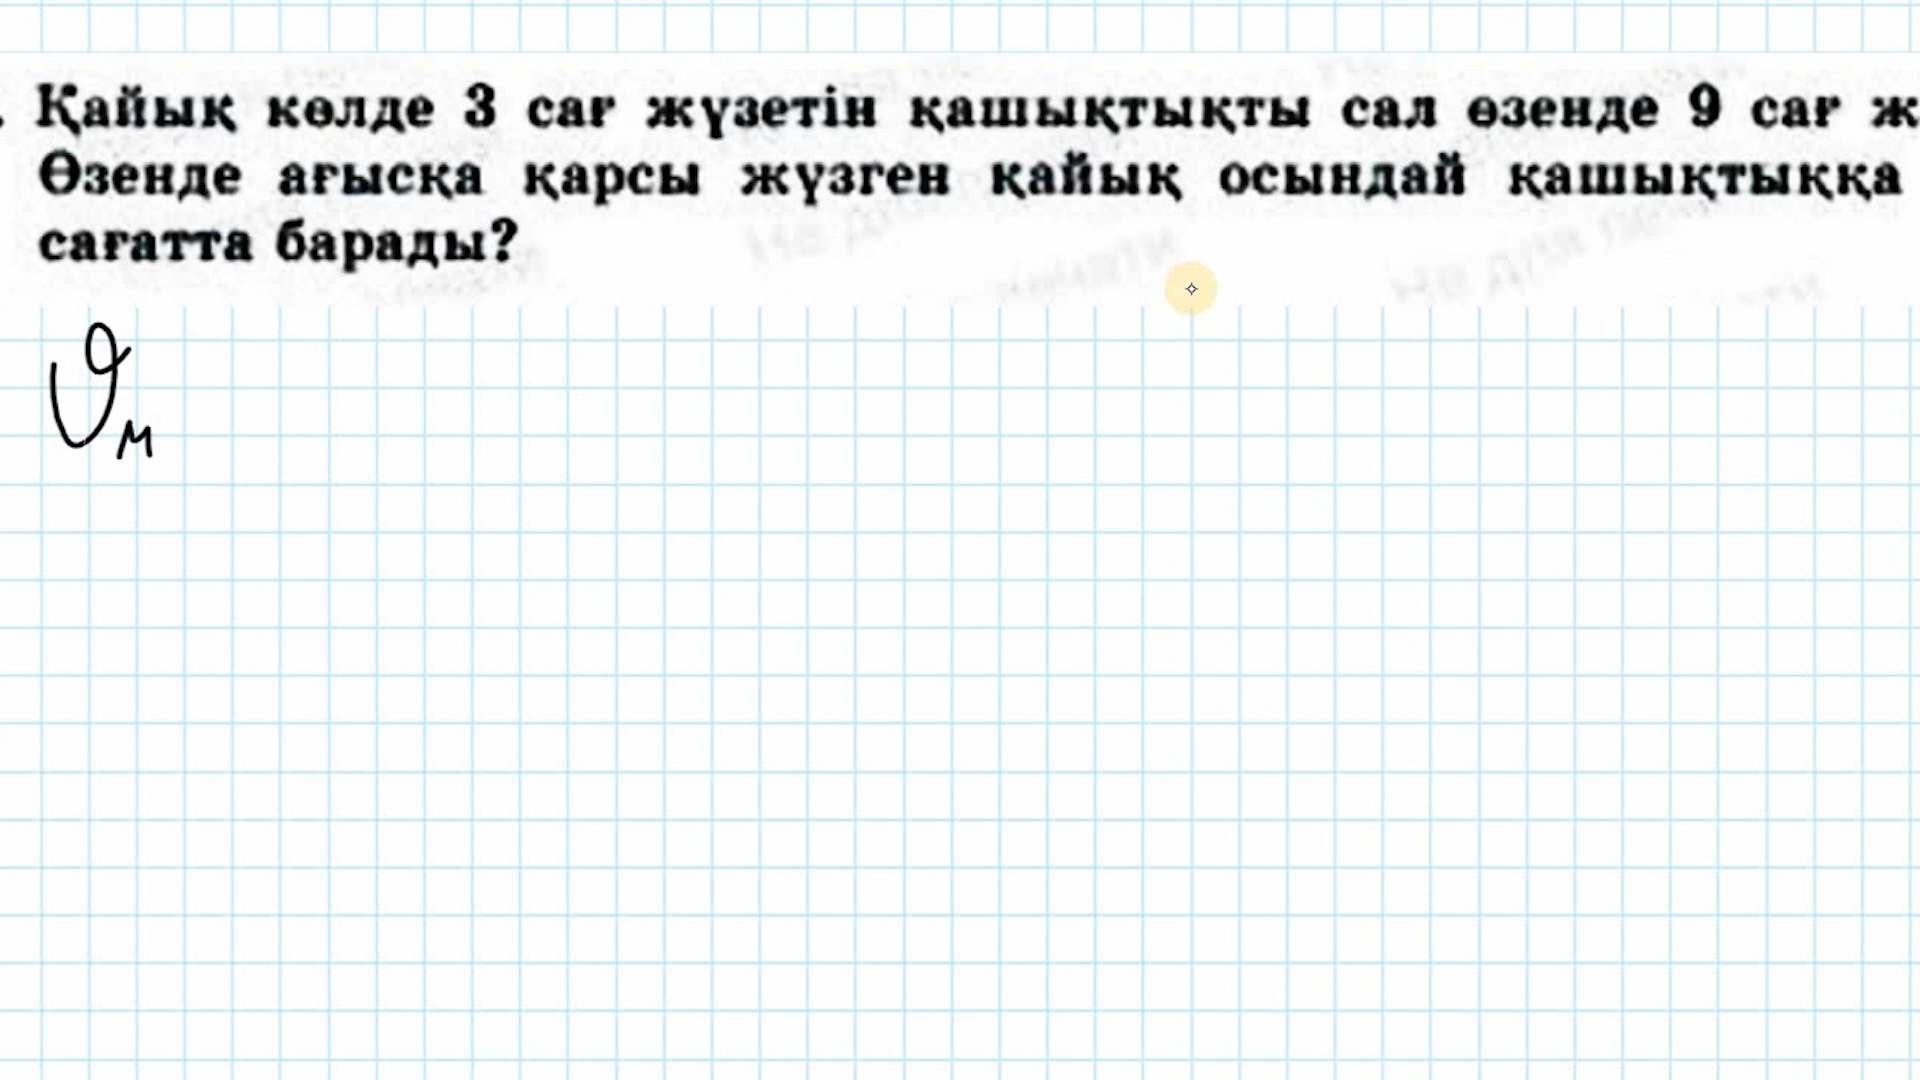 . Қайық көлде 3 сағ жүзетін қашықтықты сал өзенде 9 сағ
Өзенде ағысқа қарсы жүзген қайық осындай қашықтыққа
сағатта барады?
𝜗м